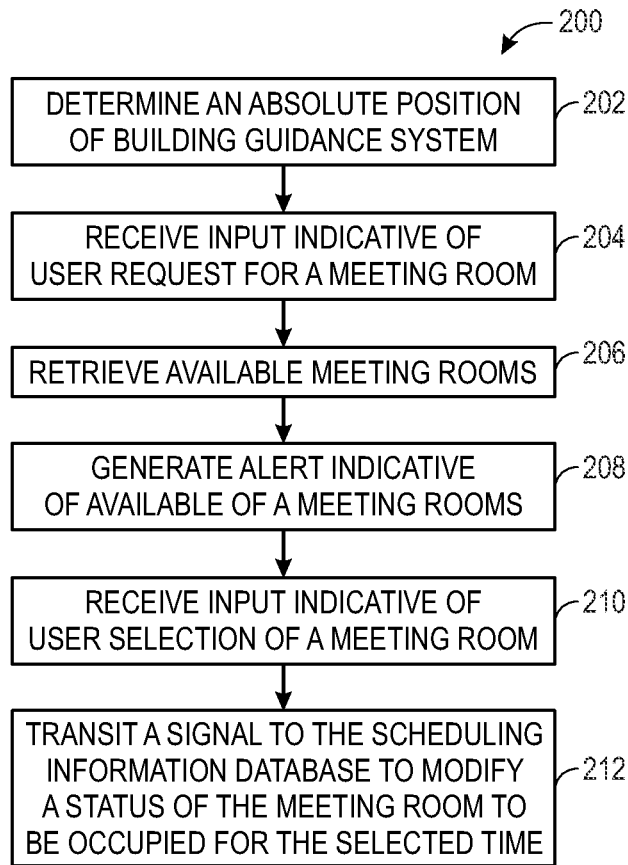 200
DETERMINE AN ABSOLUTE POSITION
OF BUILDING GUIDANCE SYSTEM
202
RECEIVE INPUT INDICATIVE OF
USER REQUEST FOR A MEETING ROOM
204
RETRIEVE AVAILABLE MEETING ROOMS
206
GENERATE ALERT INDICATIVE
OF AVAILABLE OF A MEETING ROOMS
208
RECEIVE INPUT INDICATIVE OF
USER SELECTION OF A MEETING ROOM
210
TRANSIT A SIGNAL TO THE SCHEDULING
INFORMATION DATABASE TO MODIFY
A STATUS OF THE MEETING ROOM TO
BE OCCUPIED FOR THE SELECTED TIME
212